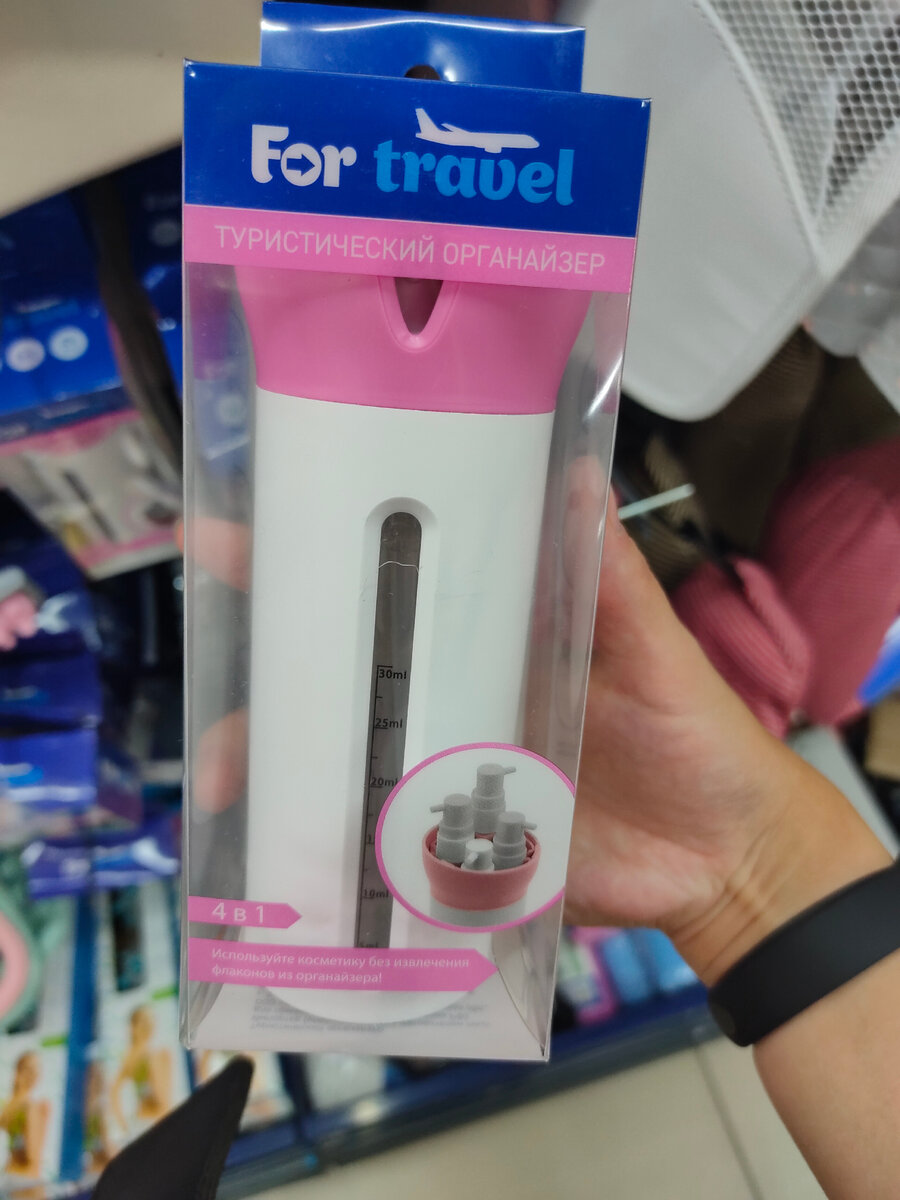 For travel
ТУРИСТИЧЕСКИЙ ОРГАНАЙЗЕР
30ml
25ml
20ml
10ml
4 в 1
Используйте косметику без извлечения
флаконов из органайзера!